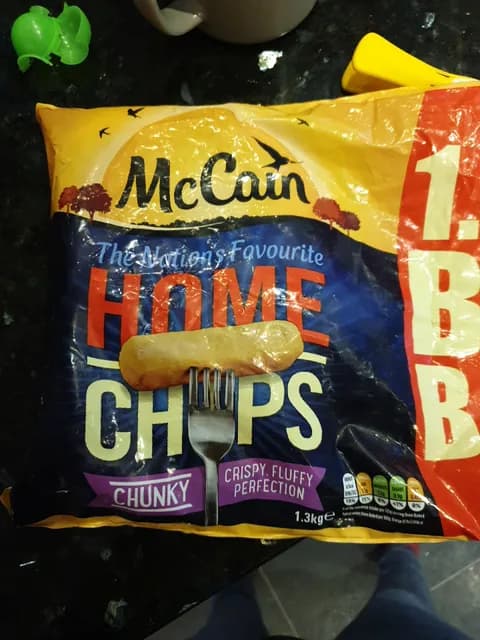 McCain
The Nation's Favourite
HOME
CHIPS
CHUNKY
CRISPY, FLUFFY
PERFECTION
1.3kg e
1.
B
B